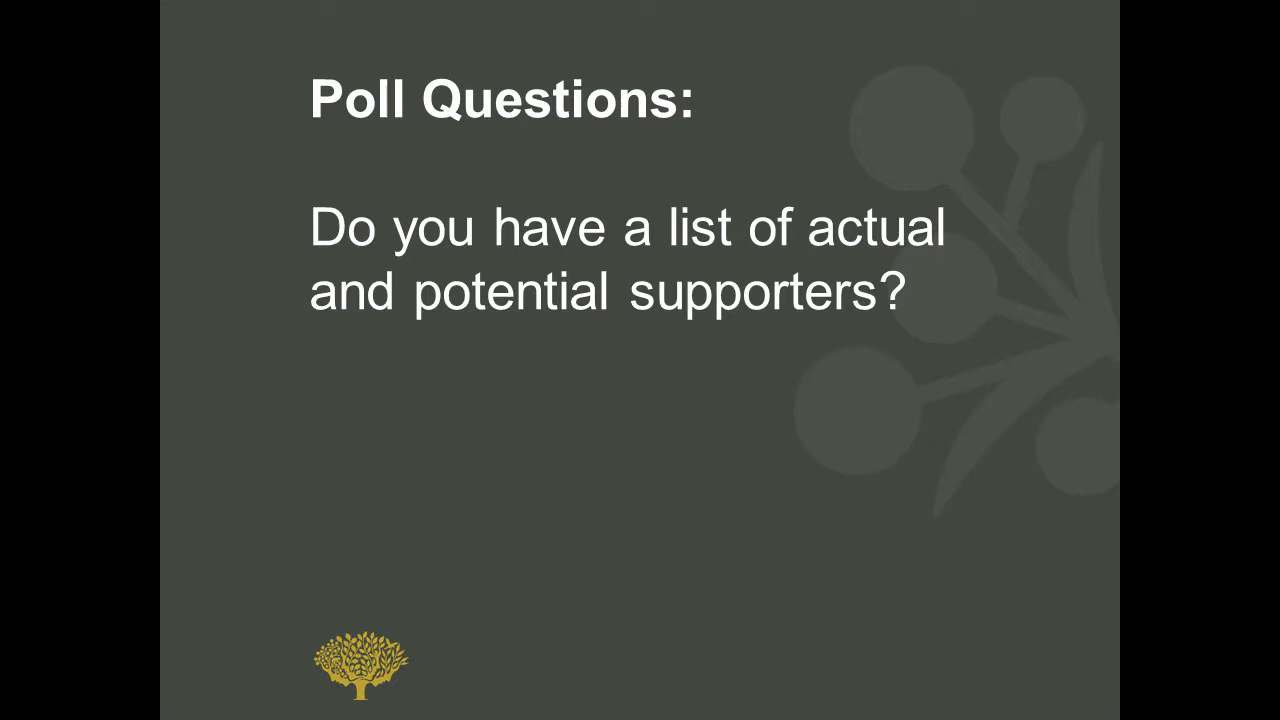 Poll Questions:
Do you have a list of actual
and potential supporters?